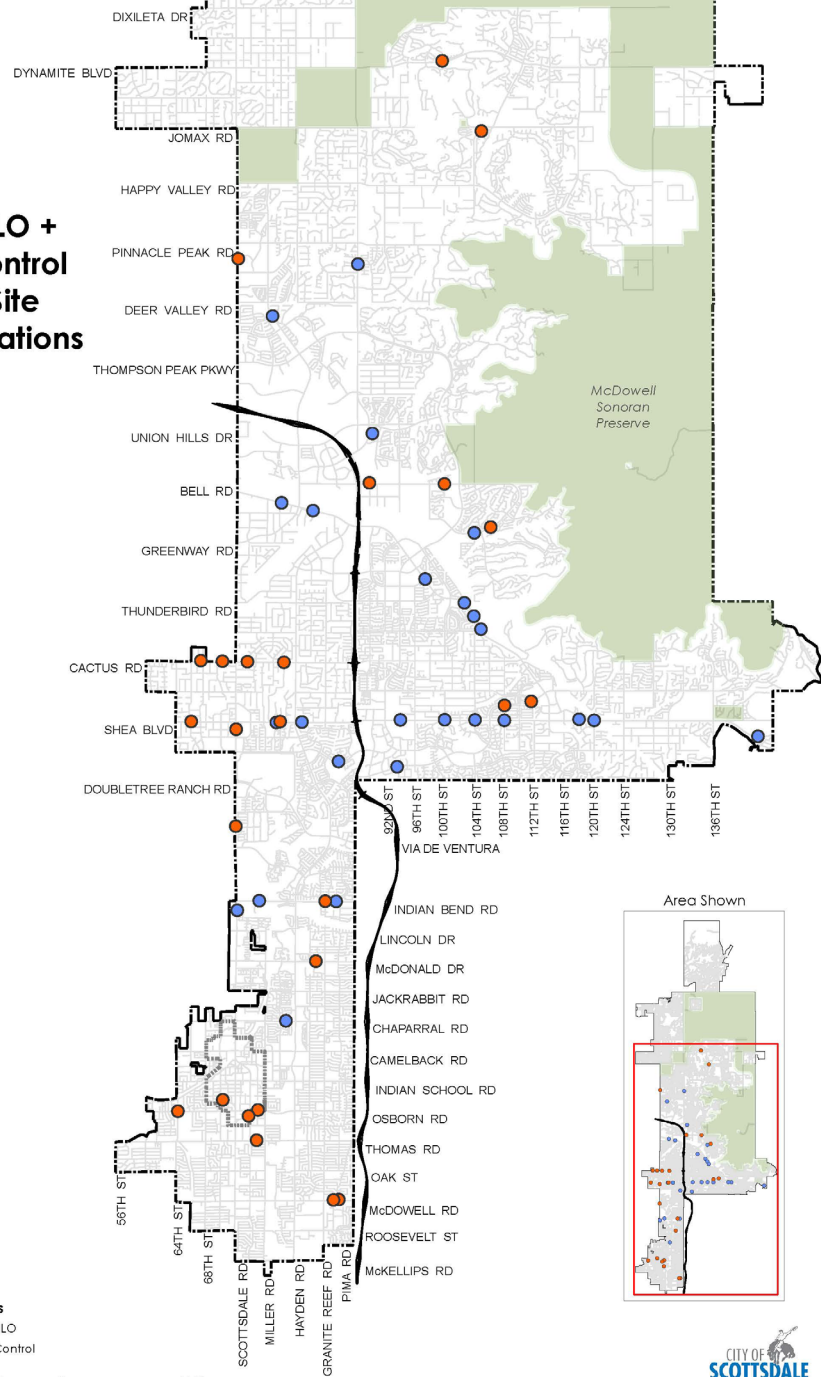 DIXILETA DR
DYNAMITE BLVD
JOMAX RD
HAPPY VALLEY RD
LO +
ontrol
Site
ations
PINNACLE PEAK RD
DEER VALLEY RD
THOMPSON PEAK PKWY
McDowell
Sonoran
Preserve
UNION HILLS DR
BELL RD
GREENWAY RD
THUNDERBIRD RD
CACTUS RD
SHEA BLVD
DOUBLETREE RANCH RD
92ND ST
96TH ST
100TH ST
104TH ST
108TH ST
112TH ST
116TH ST
120TH ST
124TH ST
130TH ST
136TH ST
VIA DE VENTURA
INDIAN BEND RD
LINCOLN DR
McDONALD DR
JACKRABBIT RD
CHAPARRAL RD
CAMELBACK RD
INDIAN SCHOOL RD
OSBORN RD
THOMAS RD
OAK ST
McDOWELL RD
ROOSEVELT ST
McKELLIPS RD
56TH ST
64TH ST
68TH ST
SCOTTSDALE RD
MILLER RD
HAYDEN RD
GRANITE REEF RD
PIMA RD
Area Shown
s
LO
Control
CITY OF
SCOTTSDALE